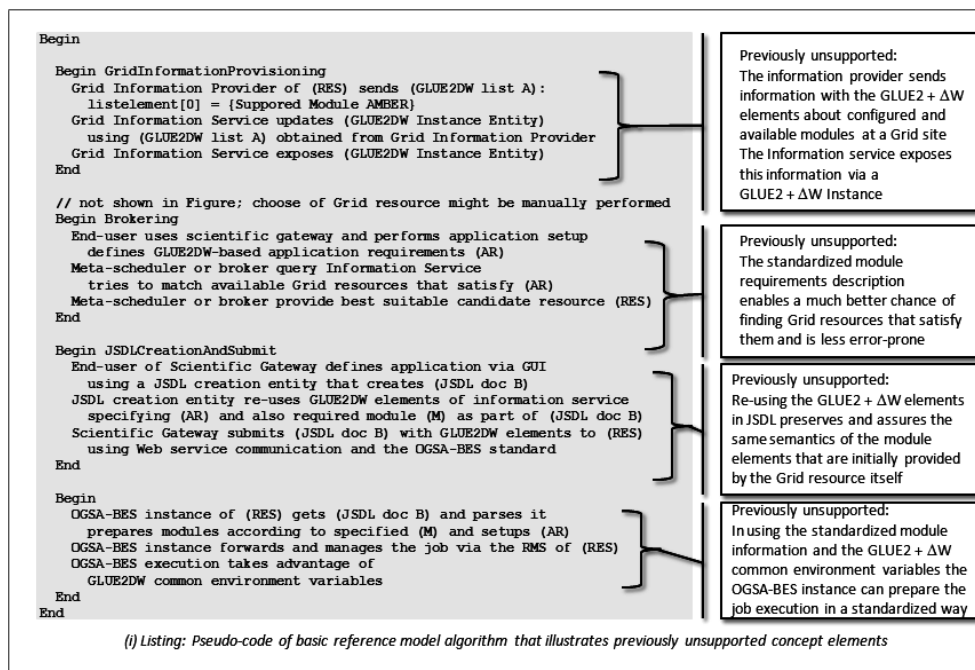 Begin
Begin GridInformationProvisioning
Grid Information Provider of (RES) sends (GLUE2DW list A):
listelement[0] = {Suppored Module AMBER}
Grid Information Service updates (GLUE2DW Instance Entity)
using (GLUE2DW list A) obtained from Grid Information Provider
Grid Information Service exposes (GLUE2DW Instance Entity)
End
// not shown in Figure; choose of Grid resource might be manually performed
Begin Brokering
End-user uses scientific gateway and performs application setup
defines GLUE2DW-based application requirements (AR)
Meta-scheduler or broker query Information Service
tries to match available Grid resources that satisfy (AR)
Meta-scheduler or broker provide best suitable candidate resource (RES)
End
Begin JSDLCreationAndSubmit
End-user of Scientific Gateway defines application via GUI
using a JSDL creation entity that creates (JSDL doc B)
JSDL creation entity re-uses GLUE2DW elements of information service
specifying (AR) and also required module (M) as part of (JSDL doc B)
Scientific Gateway submits (JSDL doc B) with GLUE2DW elements to (RES)
using Web service communication and the OGSA-BES standard
End
Begin
OGSA-BES instance of (RES) gets (JSDL doc B) and parses it
prepares modules according to specified (M) and setups (AR)
OGSA-BES instance forwards and manages the job via the RMS of (RES)
OGSA-BES execution takes advantage of
GLUE2DW common environment variables
End
End
Previously unsupported:
The information provider sends
information with the GLUE2 + ΔW
elements about configured and
available modules at a Grid site
The Information service exposes
this information via a
GLUE2 + ΔW Instance
Previously unsupported:
The standardized module
requirements description
enables a much better chance of
finding Grid resources that satisfy
them and is less error-prone
Previously unsupported:
Re-using the GLUE2 + ΔW elements
in JSDL preserves and assures the
same semantics of the module
elements that are initially provided
by the Grid resource itself
Previously unsupported:
In using the standardized module
information and the GLUE2 + ΔW
common environment variables the
OGSA-BES instance can prepare the
job execution in a standardized way
(i) Listing: Pseudo-code of basic reference model algorithm that illustrates previously unsupported concept elements